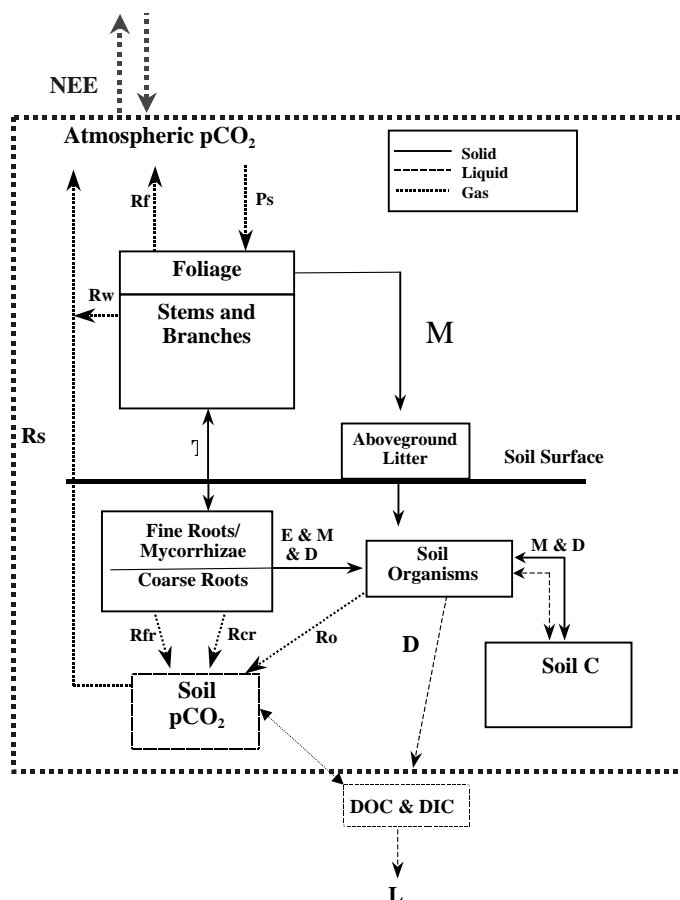 NEE
Atmospheric pCO₂
Solid
Liquid
Gas
Rf
Ps
Foliage
Rw
Stems and
Branches
M
Rs
Aboveground
Litter
Soil Surface
Fine Roots/
Mycorrhizae
Coarse Roots
E & M
& D
Soil
Organisms
M & D
Rfr
Rcr
Ro
D
Soil C
Soil
pCO₂
DOC & DIC
L